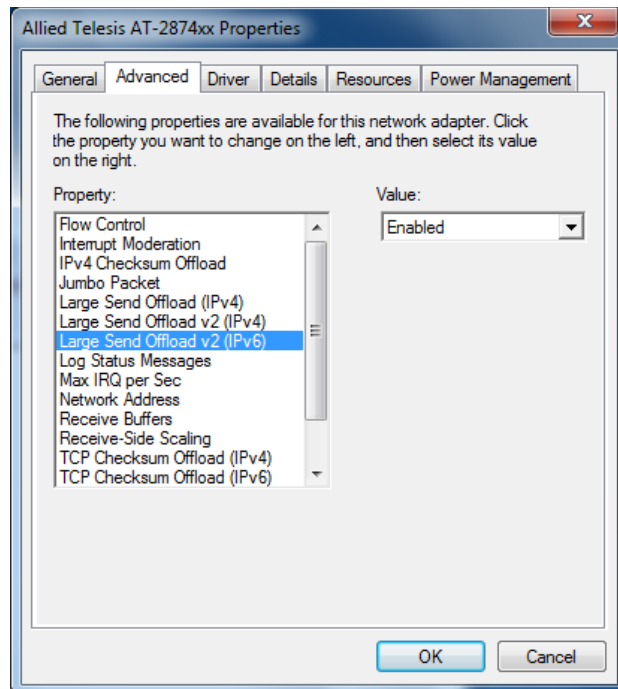 Allied Telesis AT-2874xx Properties
General Advanced Driver Details Resources Power Management
The following properties are available for this network adapter. Click
the property you want to change on the left, and then select its value
on the right.
Property:
Value:
Flow Control
Interrupt Moderation
IPv4 Checksum Offload
Jumbo Packet
Large Send Offload (IPv4)
Large Send Offload v2 (IPv4)
Large Send Offload v2 (IPv6)
Log Status Messages
Max IRQ per Sec
Network Address
Receive Buffers
Receive-Side Scaling
TCP Checksum Offload (IPv4)
TCP Checksum Offload (IPv6)
Enabled
OK Cancel